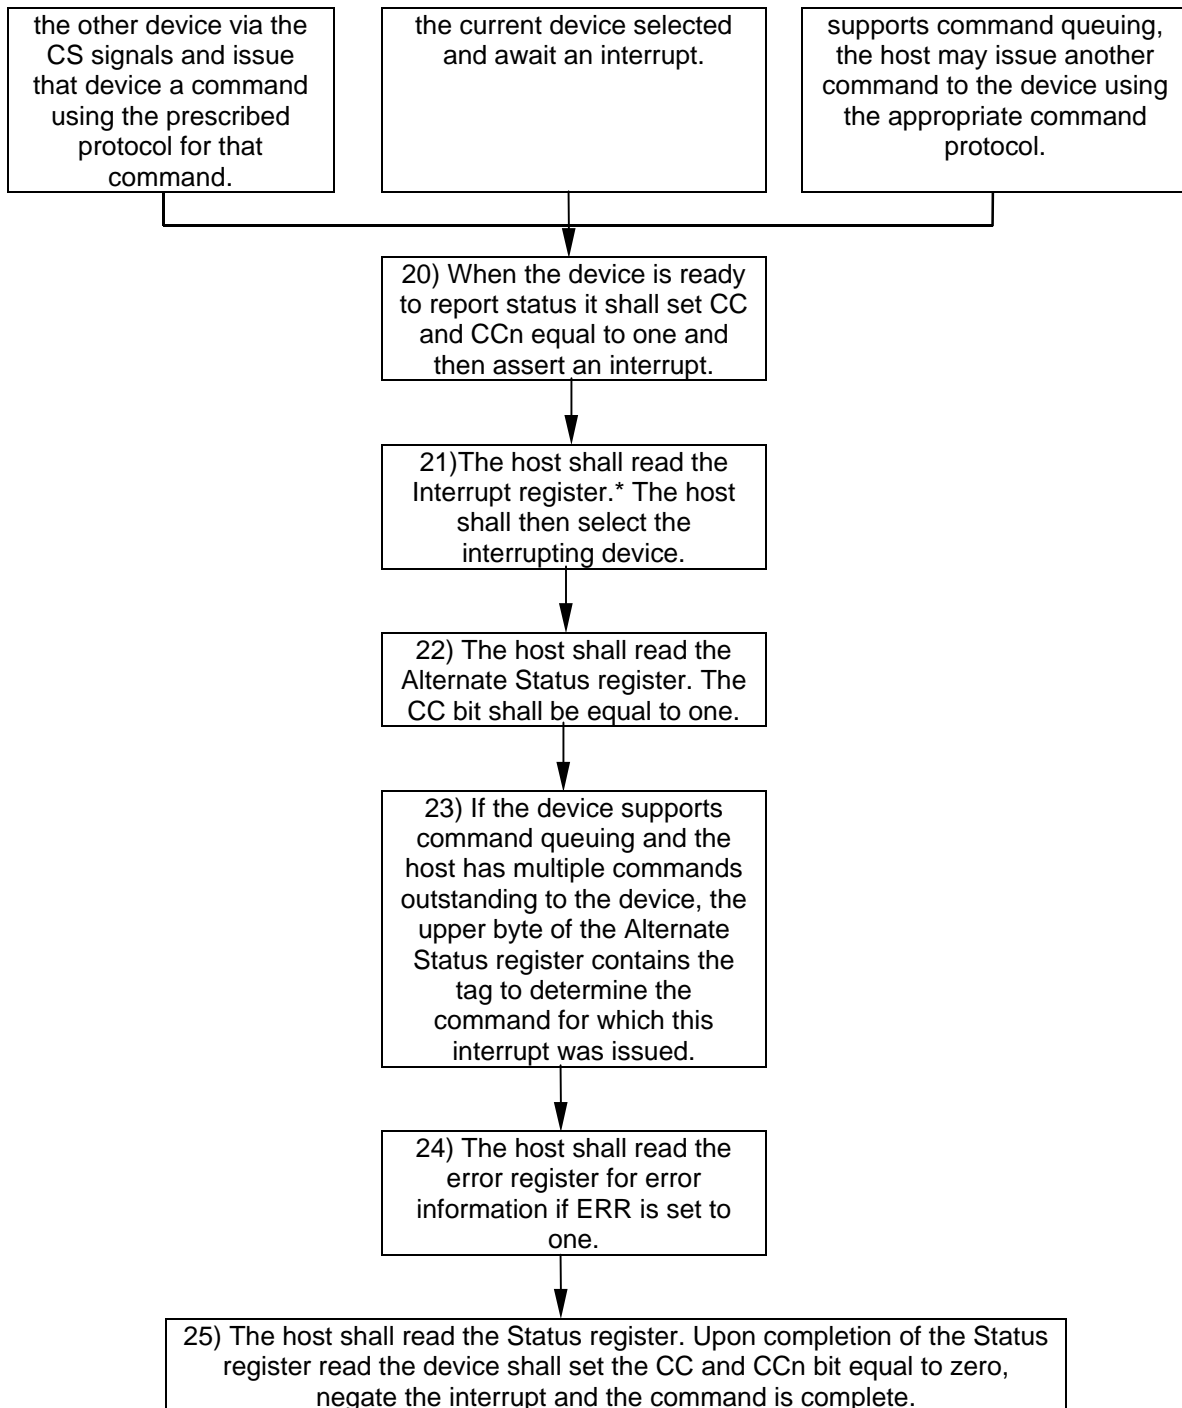 the other device via the
CS signals and issue
that device a command
using the prescribed
protocol for that
command.
the current device selected
and await an interrupt.
supports command queuing,
the host may issue another
command to the device using
the appropriate command
protocol.
20) When the device is ready
to report status it shall set CC
and CCn equal to one and
then assert an interrupt.
21)The host shall read the
Interrupt register.* The host
shall then select the
interrupting device.
22) The host shall read the
Alternate Status register. The
CC bit shall be equal to one.
23) If the device supports
command queuing and the
host has multiple commands
outstanding to the device, the
upper byte of the Alternate
Status register contains the
tag to determine the
command for which this
interrupt was issued.
24) The host shall read the
error register for error
information if ERR is set to
one.
25) The host shall read the Status register. Upon completion of the Status
register read the device shall set the CC and CCn bit equal to zero,
negate the interrupt and the command is complete.